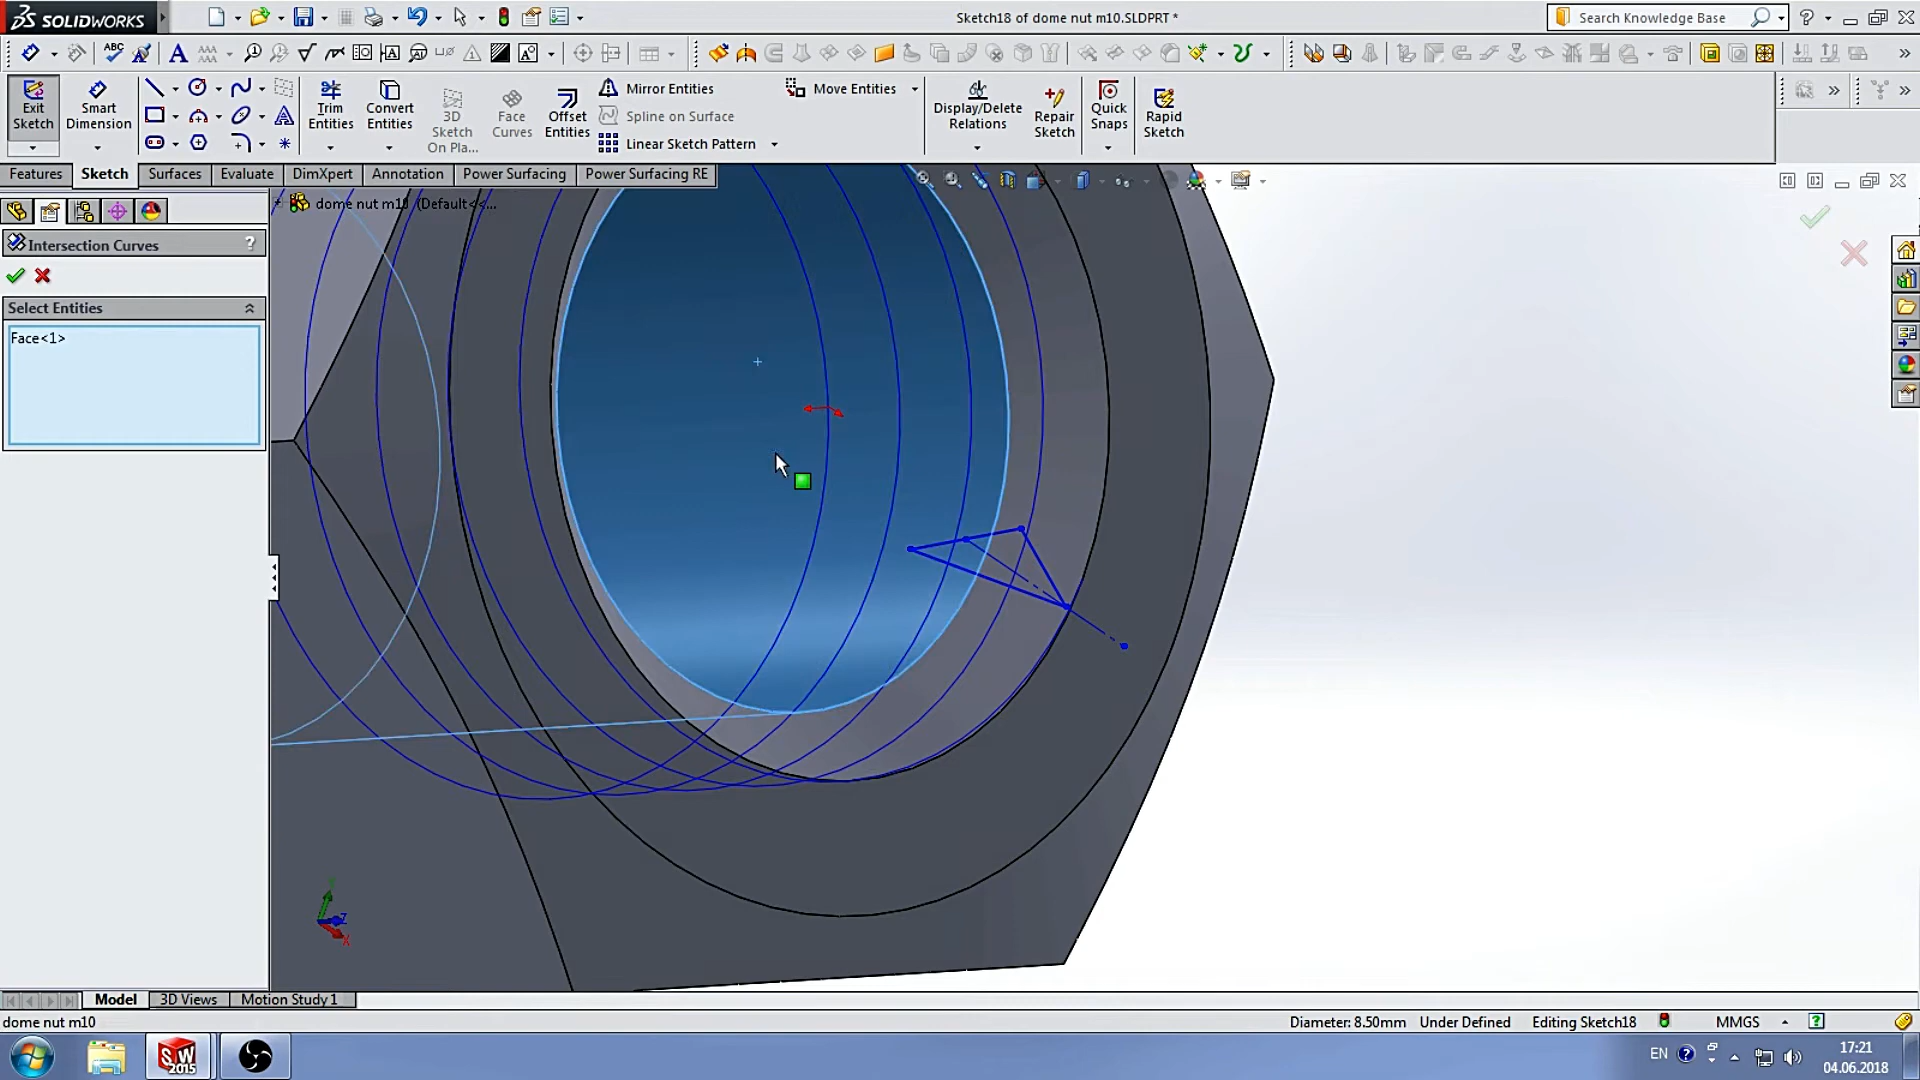 SOLIDWORKS
Sketch18 of dome nut m10.SLDPRT *
Search Knowledge Base
ABC
Exit Sketch
Smart Dimension
Trim Entities
Convert Entities
3D Sketch On Pla...
Face Curves
Offset Entities
Mirror Entities
Spline on Surface
Linear Sketch Pattern
Move Entities
Display/Delete Relations
Repair Sketch
Quick Snaps
Rapid Sketch
Features
Sketch
Surfaces
Evaluate
DimXpert
Annotation
Power Surfacing
Power Surfacing RE
dome nut m10 (Default<<...
Intersection Curves
?
Select Entities
Face<1>
Y
Z
X
Model
3D Views
Motion Study 1
dome nut m10
Diameter: 8.50mm
Under Defined
Editing Sketch18
MMGS
SW 2015
EN
17:21
04.06.2018